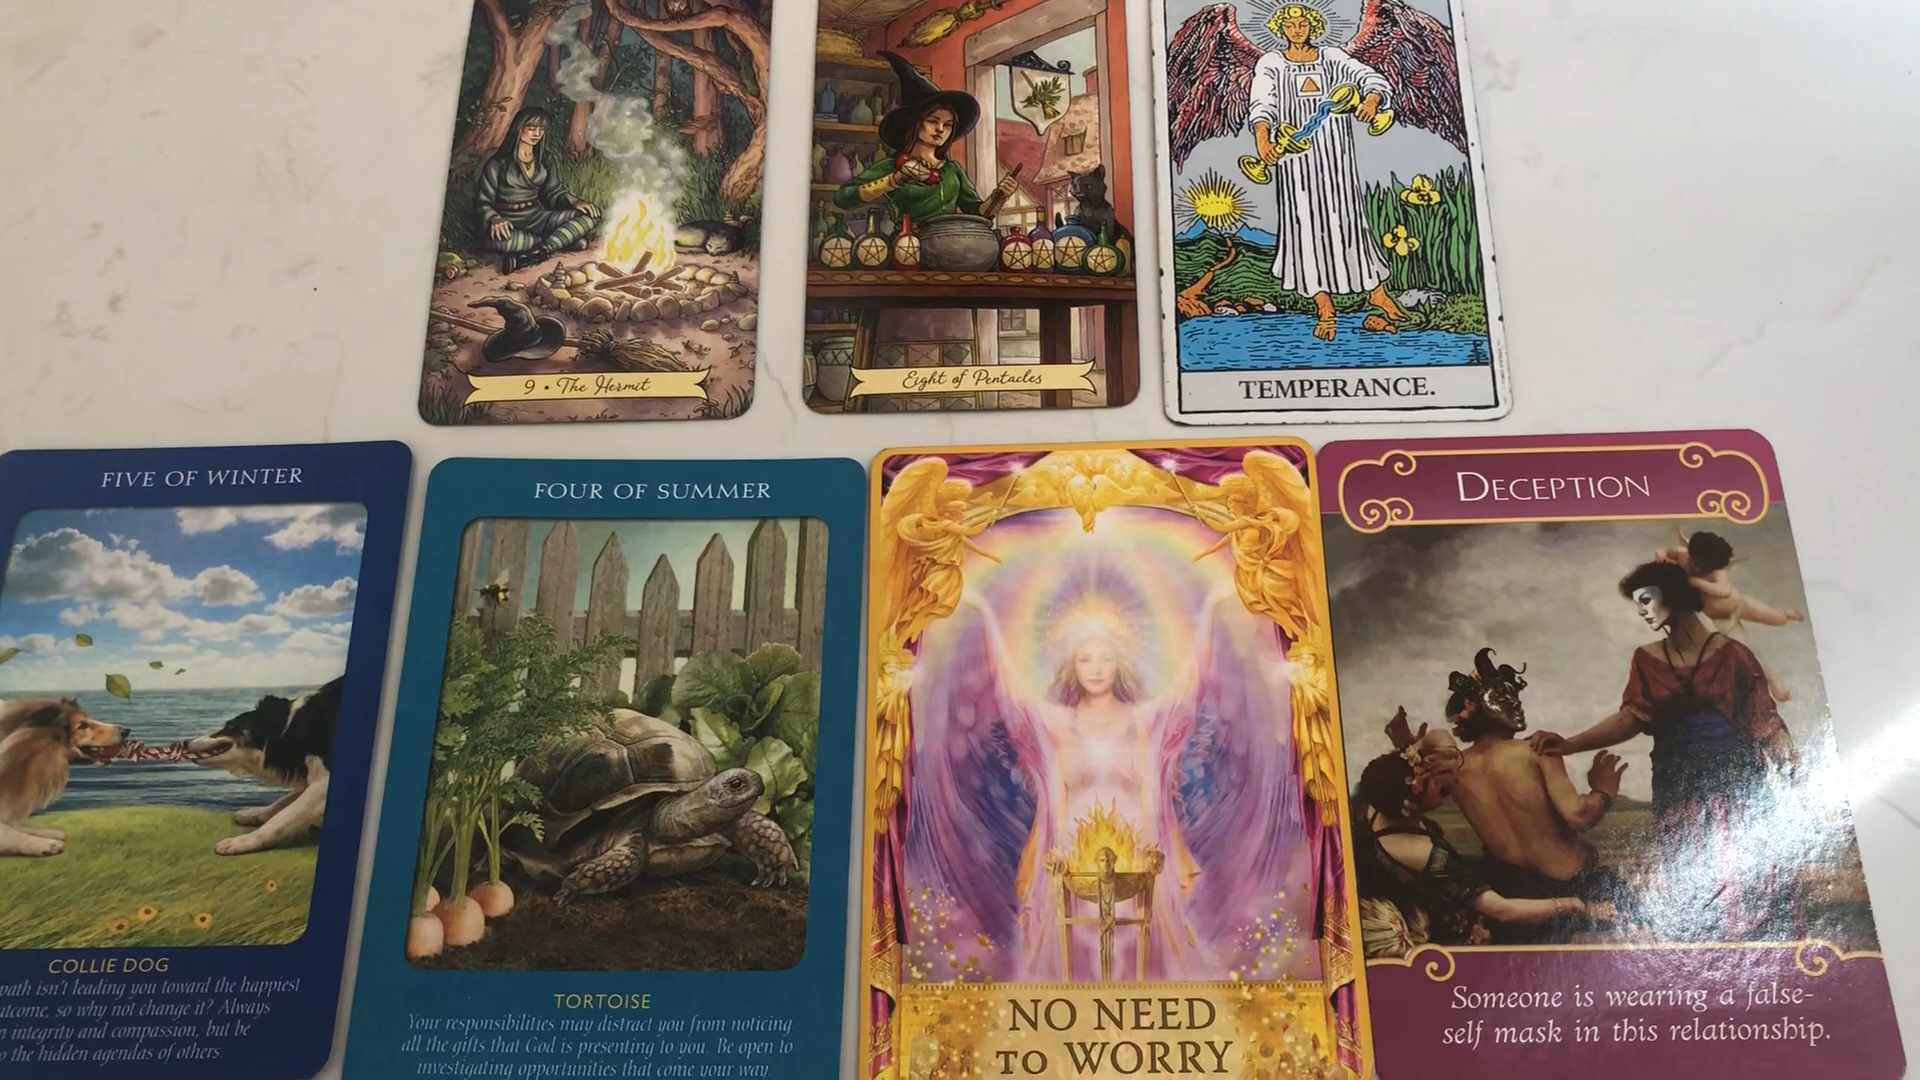 9 • The Hermit
Eight of Pentacles
TEMPERANCE.
FIVE OF WINTER
COLLIE DOG
path isn't leading you toward the happiest
outcome, so why not change it? Always
integrity and compassion, but be
the hidden agendas of others.
FOUR OF SUMMER
TORTOISE
Your responsibilities may distract you from noticing
all the gifts that God is presenting to you. Be open to
investigating opportunities that come your way.
NO NEED
TO WORRY
DECEPTION
Someone is wearing a false-
self mask in this relationship.